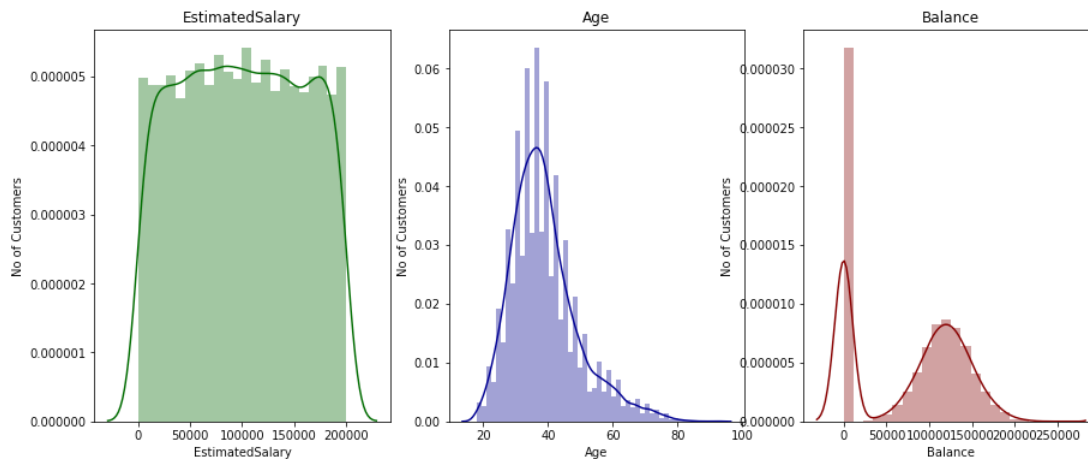 EstimatedSalary
No of Customers
0.000005
0.000004
0.000003
0.000002
0.000001
0.000000
0 50000 100000 150000 200000
EstimatedSalary
Age
No of Customers
0.06
0.05
0.04
0.03
0.02
0.01
0.00
20 40 60 80 100
Age
Balance
No of Customers
0.000030
0.000025
0.000020
0.000015
0.000010
0.000005
0.000000
0 50000 100000 150000 200000 250000
Balance